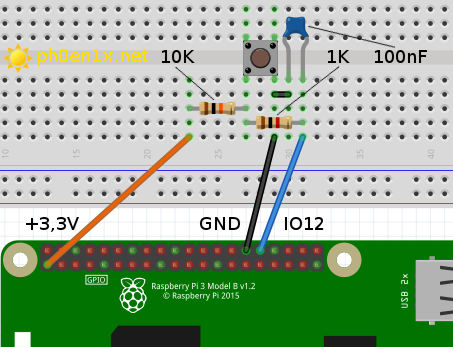 phGen1x.net
10K
1K
100nF
10
15
20
25
30
35
40
+3,3V
GND
IO12
GPIO
Raspberry Pi 3 Model B v1.2
© Raspberry Pi 2015
USB 2x